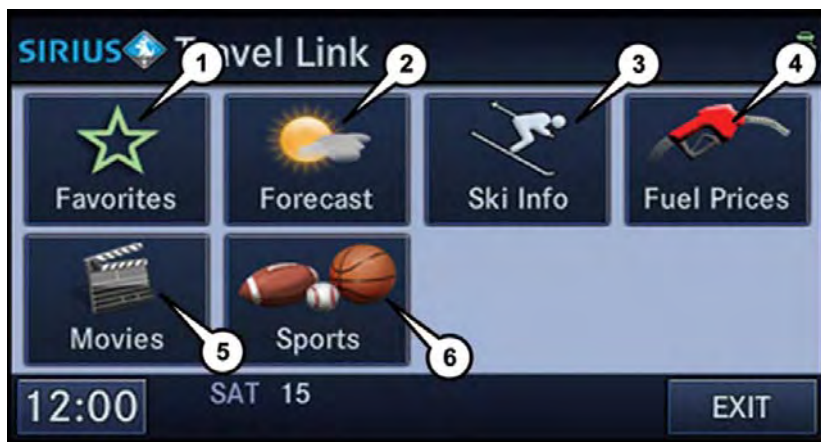 SIRIUS Travel Link
1 2 3 4
Favorites Forecast Ski Info Fuel Prices
Movies Sports
5 6
12:00 SAT 15 EXIT